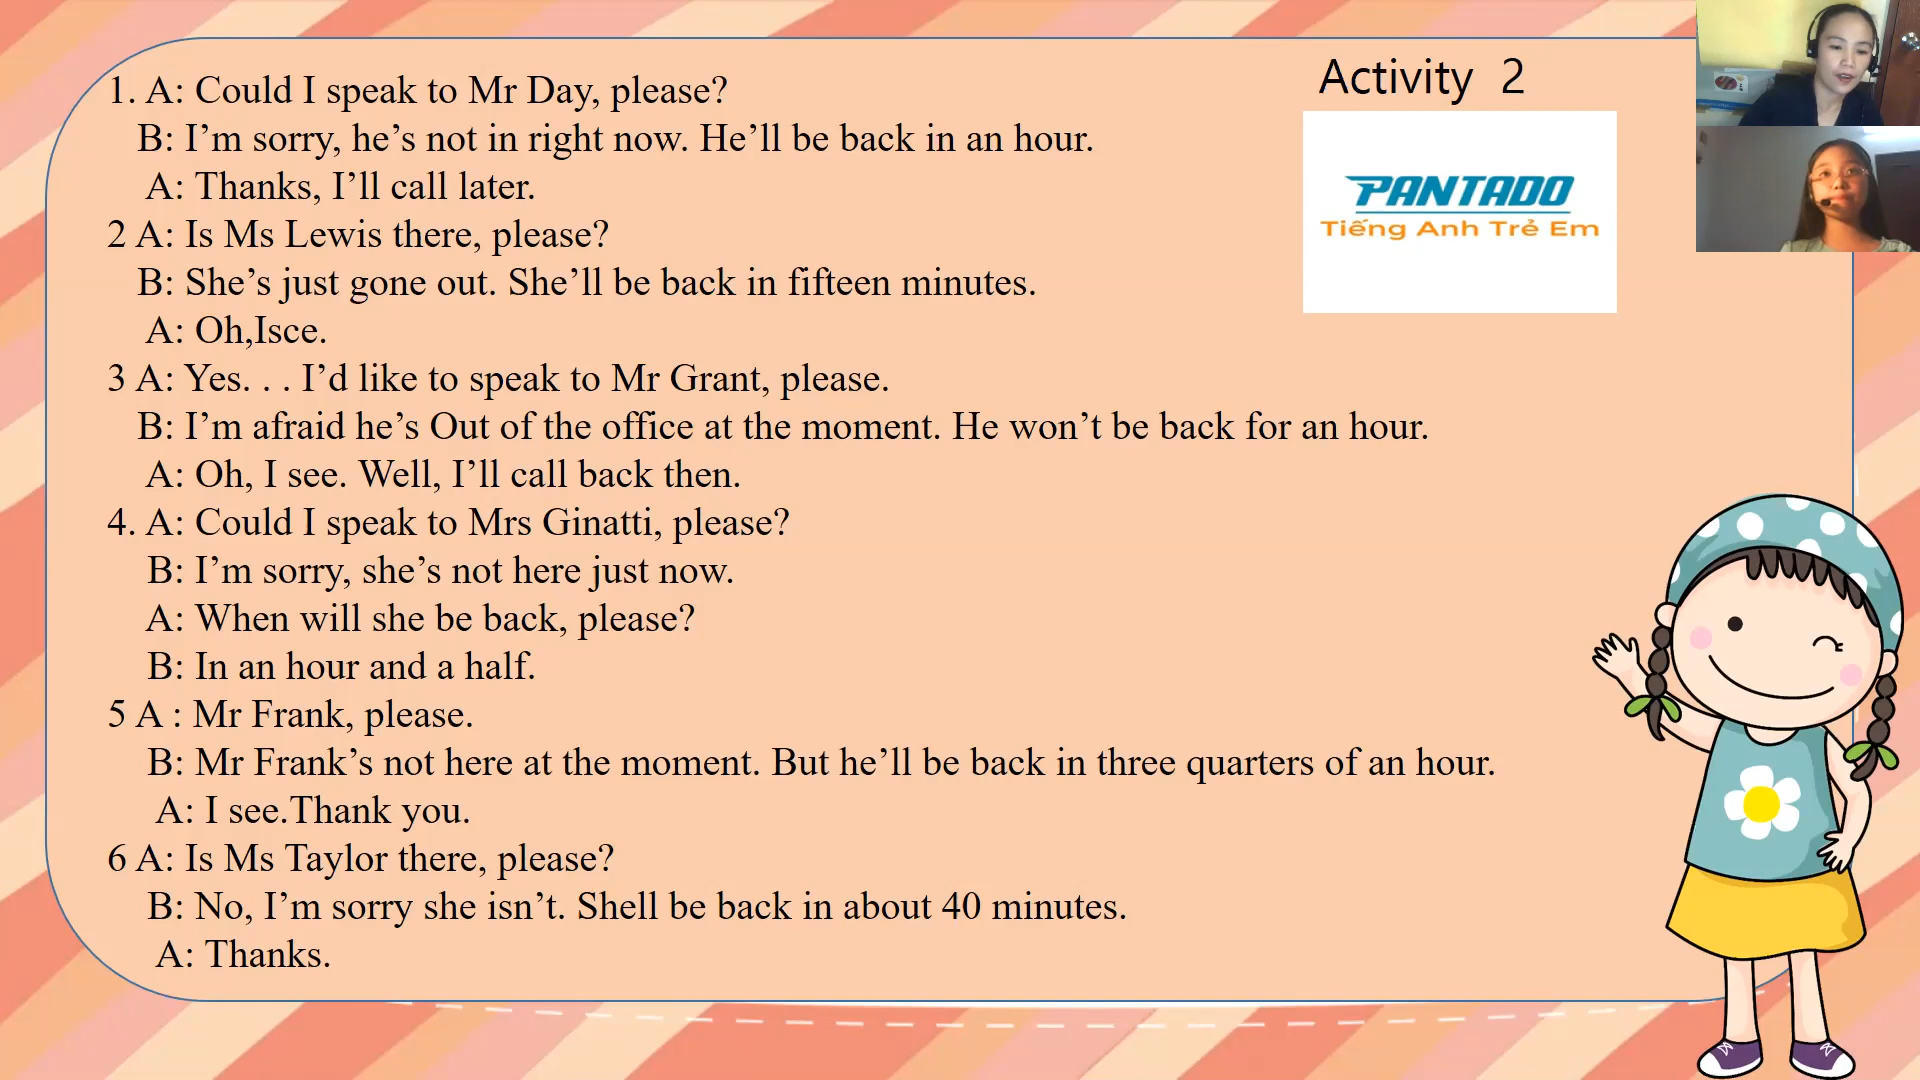 1. A: Could I speak to Mr Day, please?
B: I’m sorry, he’s not in right now. He’ll be back in an hour.
A: Thanks, I’ll call later.
2 A: Is Ms Lewis there, please?
B: She’s just gone out. She’ll be back in fifteen minutes.
A: Oh,Isce.
3 A: Yes. . . I’d like to speak to Mr Grant, please.
B: I’m afraid he’s Out of the office at the moment. He won’t be back for an hour.
A: Oh, I see. Well, I’ll call back then.
4. A: Could I speak to Mrs Ginatti, please?
B: I’m sorry, she’s not here just now.
A: When will she be back, please?
B: In an hour and a half.
5 A : Mr Frank, please.
B: Mr Frank’s not here at the moment. But he’ll be back in three quarters of an hour.
A: I see.Thank you.
6 A: Is Ms Taylor there, please?
B: No, I’m sorry she isn’t. Shell be back in about 40 minutes.
A: Thanks.
Activity 2
PANTADO
Tiếng Anh Trẻ Em